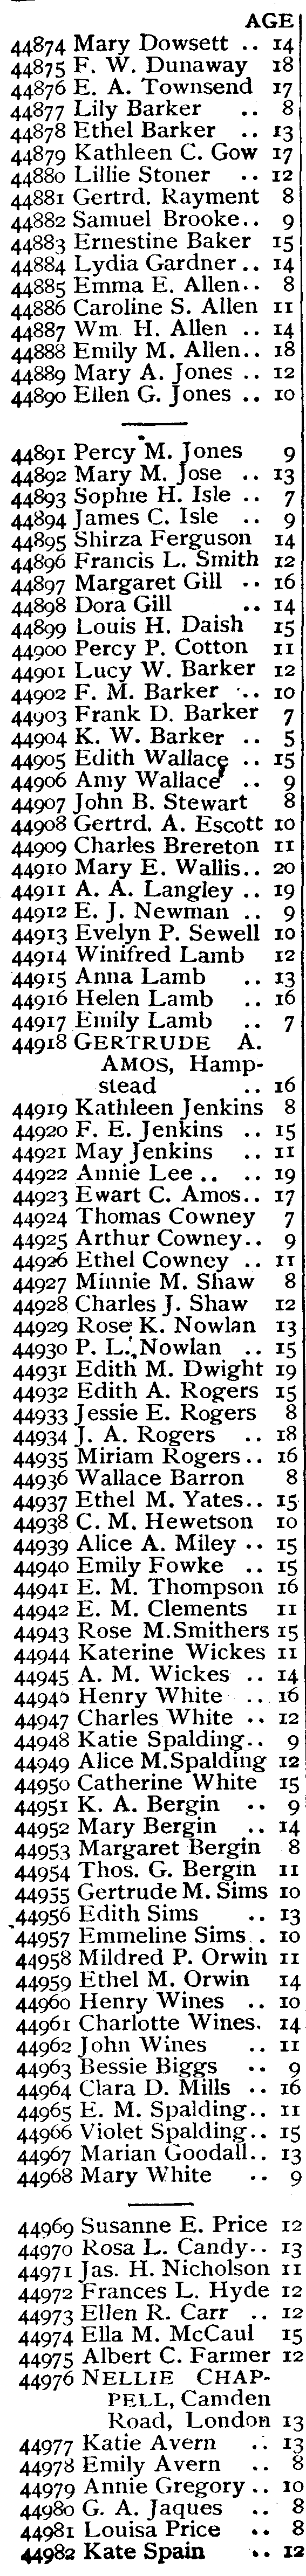 AGE
44874 Mary Dowsett .. 14
44875 F. W. Dunaway 18
44876 E. A. Townsend 17
44877 Lily Barker .. 8
44878 Ethel Barker .. 13
44879 Kathleen C. Gow 17
44880 Lillie Stoner .. 12
44881 Gertrd. Rayment 8
44882 Samuel Brooke.. 9
44883 Ernestine Baker 15
44884 Lydia Gardner .. 14
44885 Emma E. Allen.. 8
44886 Caroline S. Allen 11
44887 Wm. H. Allen .. 14
44888 Emily M. Allen.. 18
44889 Mary A. Jones .. 12
44890 Ellen G. Jones .. 10
44891 Percy M. Jones 9
44892 Mary M. Jose .. 13
44893 Sophie H. Isle .. 7
44894 James C. Isle .. 9
44895 Shirza Ferguson 14
44896 Francis L. Smith 12
44897 Margaret Gill .. 16
44898 Dora Gill .. 14
44899 Louis H. Daish 15
44900 Percy P. Cotton 11
44901 Lucy W. Barker 12
44902 F. M. Barker .. 10
44903 Frank D. Barker 7
44904 K. W. Barker .. 5
44905 Edith Wallace .. 15
44906 Amy Wallace .. 9
44907 John B. Stewart 8
44908 Gertrd. A. Escott 10
44909 Charles Brereton 11
44910 Mary E. Wallis.. 20
44911 A. A. Langley .. 19
44912 E. J. Newman .. 9
44913 Evelyn P. Sewell 10
44914 Winifred Lamb 12
44915 Anna Lamb .. 13
44916 Helen Lamb .. 16
44917 Emily Lamb .. 7
44918 GERTRUDE A.
AMOS, Hamp-
stead .. 16
44919 Kathleen Jenkins 8
44920 F. E. Jenkins .. 15
44921 May Jenkins .. 11
44922 Annie Lee .. .. 19
44923 Ewart C. Amos.. 17
44924 Thomas Cowney 7
44925 Arthur Cowney.. 9
44926 Ethel Cowney .. 11
44927 Minnie M. Shaw 8
44928 Charles J. Shaw 12
44929 Rose K. Nowlan 13
44930 P. L. Nowlan .. 15
44931 Edith M. Dwight 19
44932 Edith A. Rogers 15
44933 Jessie E. Rogers 8
44934 J. A. Rogers .. 18
44935 Miriam Rogers .. 16
44936 Wallace Barron 8
44937 Ethel M. Yates.. 15
44938 C. M. Hewetson 10
44939 Alice A. Miley .. 15
44940 Emily Fowke .. 15
44941 E. M. Thompson 16
44942 E. M. Clements 11
44943 Rose M.Smithers 15
44944 Katerine Wickes 11
44945 A. M. Wickes .. 14
44946 Henry White .. 16
44947 Charles White .. 12
44948 Katie Spalding.. 9
44949 Alice M.Spalding 12
44950 Catherine White 15
44951 K. A. Bergin .. 9
44952 Mary Bergin .. 14
44953 Margaret Bergin 8
44954 Thos. G. Bergin 11
44955 Gertrude M. Sims 10
44956 Edith Sims .. 13
44957 Emmeline Sims .. 10
44958 Mildred P. Orwin 11
44959 Ethel M. Orwin 14
44960 Henry Wines .. 10
44961 Charlotte Wines. 14
44962 John Wines .. 11
44963 Bessie Biggs .. 9
44964 Clara D. Mills .. 16
44965 E. M. Spalding.. 11
44966 Violet Spalding.. 15
44967 Marian Goodall.. 13
44968 Mary White .. 9
44969 Susanne E. Price 12
44970 Rosa L. Candy.. 13
44971 Jas. H. Nicholson 11
44972 Frances L. Hyde 12
44973 Ellen R. Carr .. 12
44974 Ella M. McCaul 15
44975 Albert C. Farmer 12
44976 NELLIE CHAP-
PELL, Camden
Road, London 13
44977 Katie Avern .. 13
44978 Emily Avern .. 8
44979 Annie Gregory .. 10
44980 G. A. Jaques .. 8
44981 Louisa Price .. 8
44982 Kate Spain .. 12